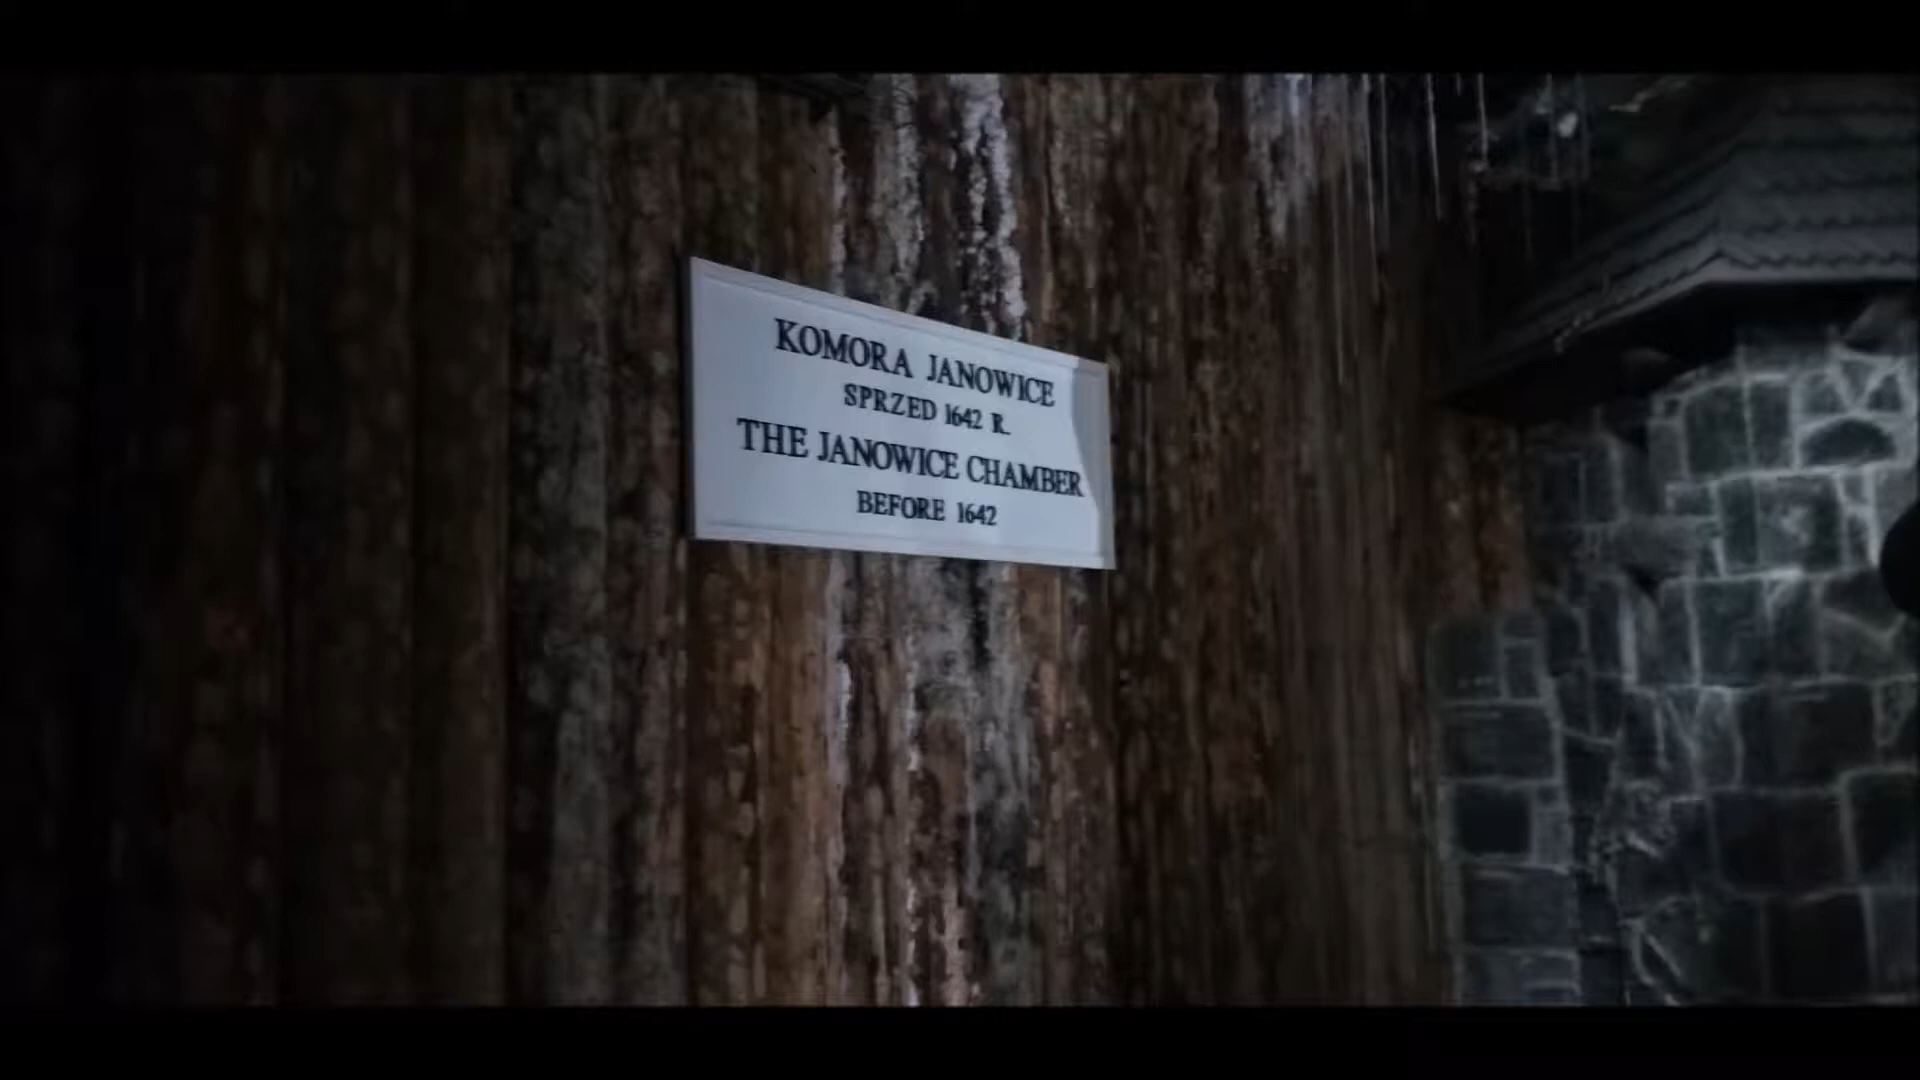 KOMORA JANOWICE
SPRZED 1642 R.
THE JANOWICE CHAMBER
BEFORE 1642